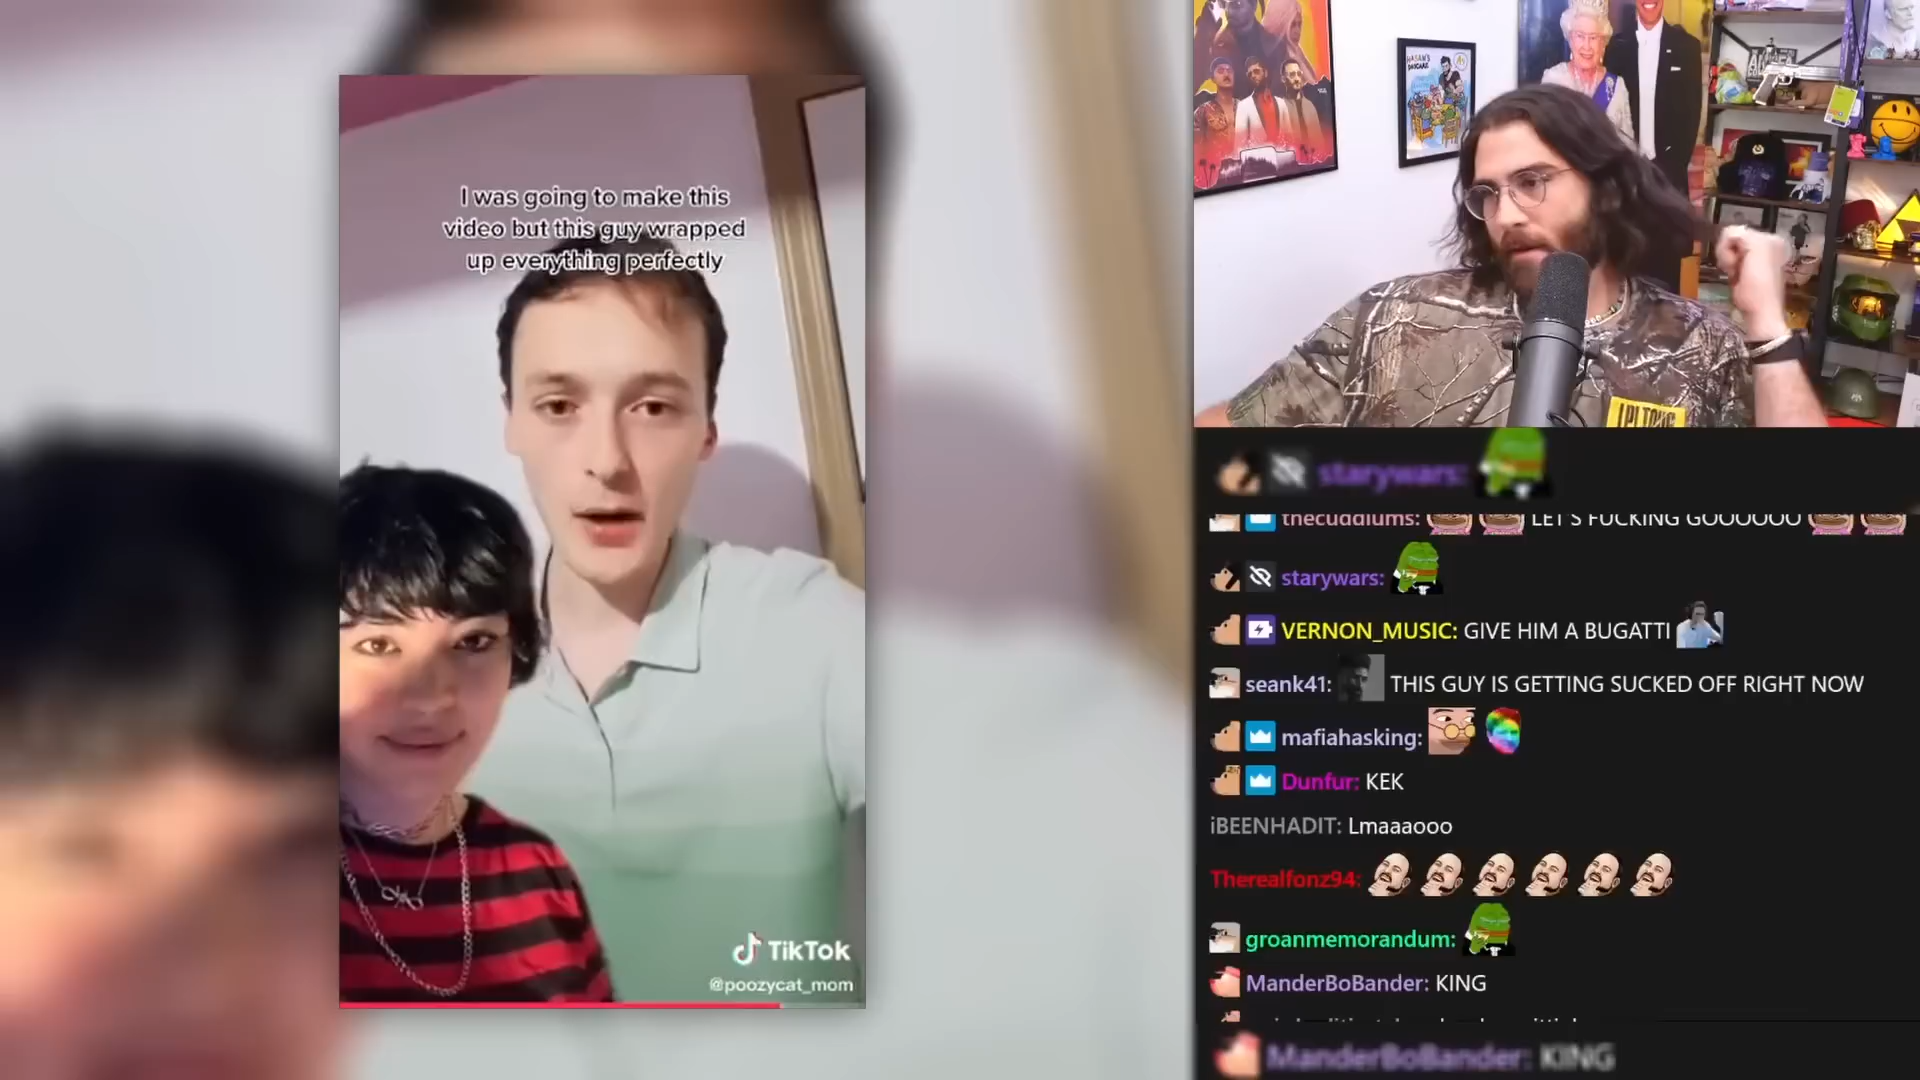 I was going to make this
video but this guy wrapped
up everything perfectly
TikTok
@poozycat_mom
HASAN'S
starywars:
thecuddlums: LET'S FUCKING GOOOOOO
starywars:
VERNON_MUSIC: GIVE HIM A BUGATTI
seank41: THIS GUY IS GETTING SUCKED OFF RIGHT NOW
mafiahasking:
Dunfur: KEK
iBEENHADIT: Lmaaaooo
Therealfonz94:
groanmemorandum:
ManderBoBander: KING
ManderBoBander: KING